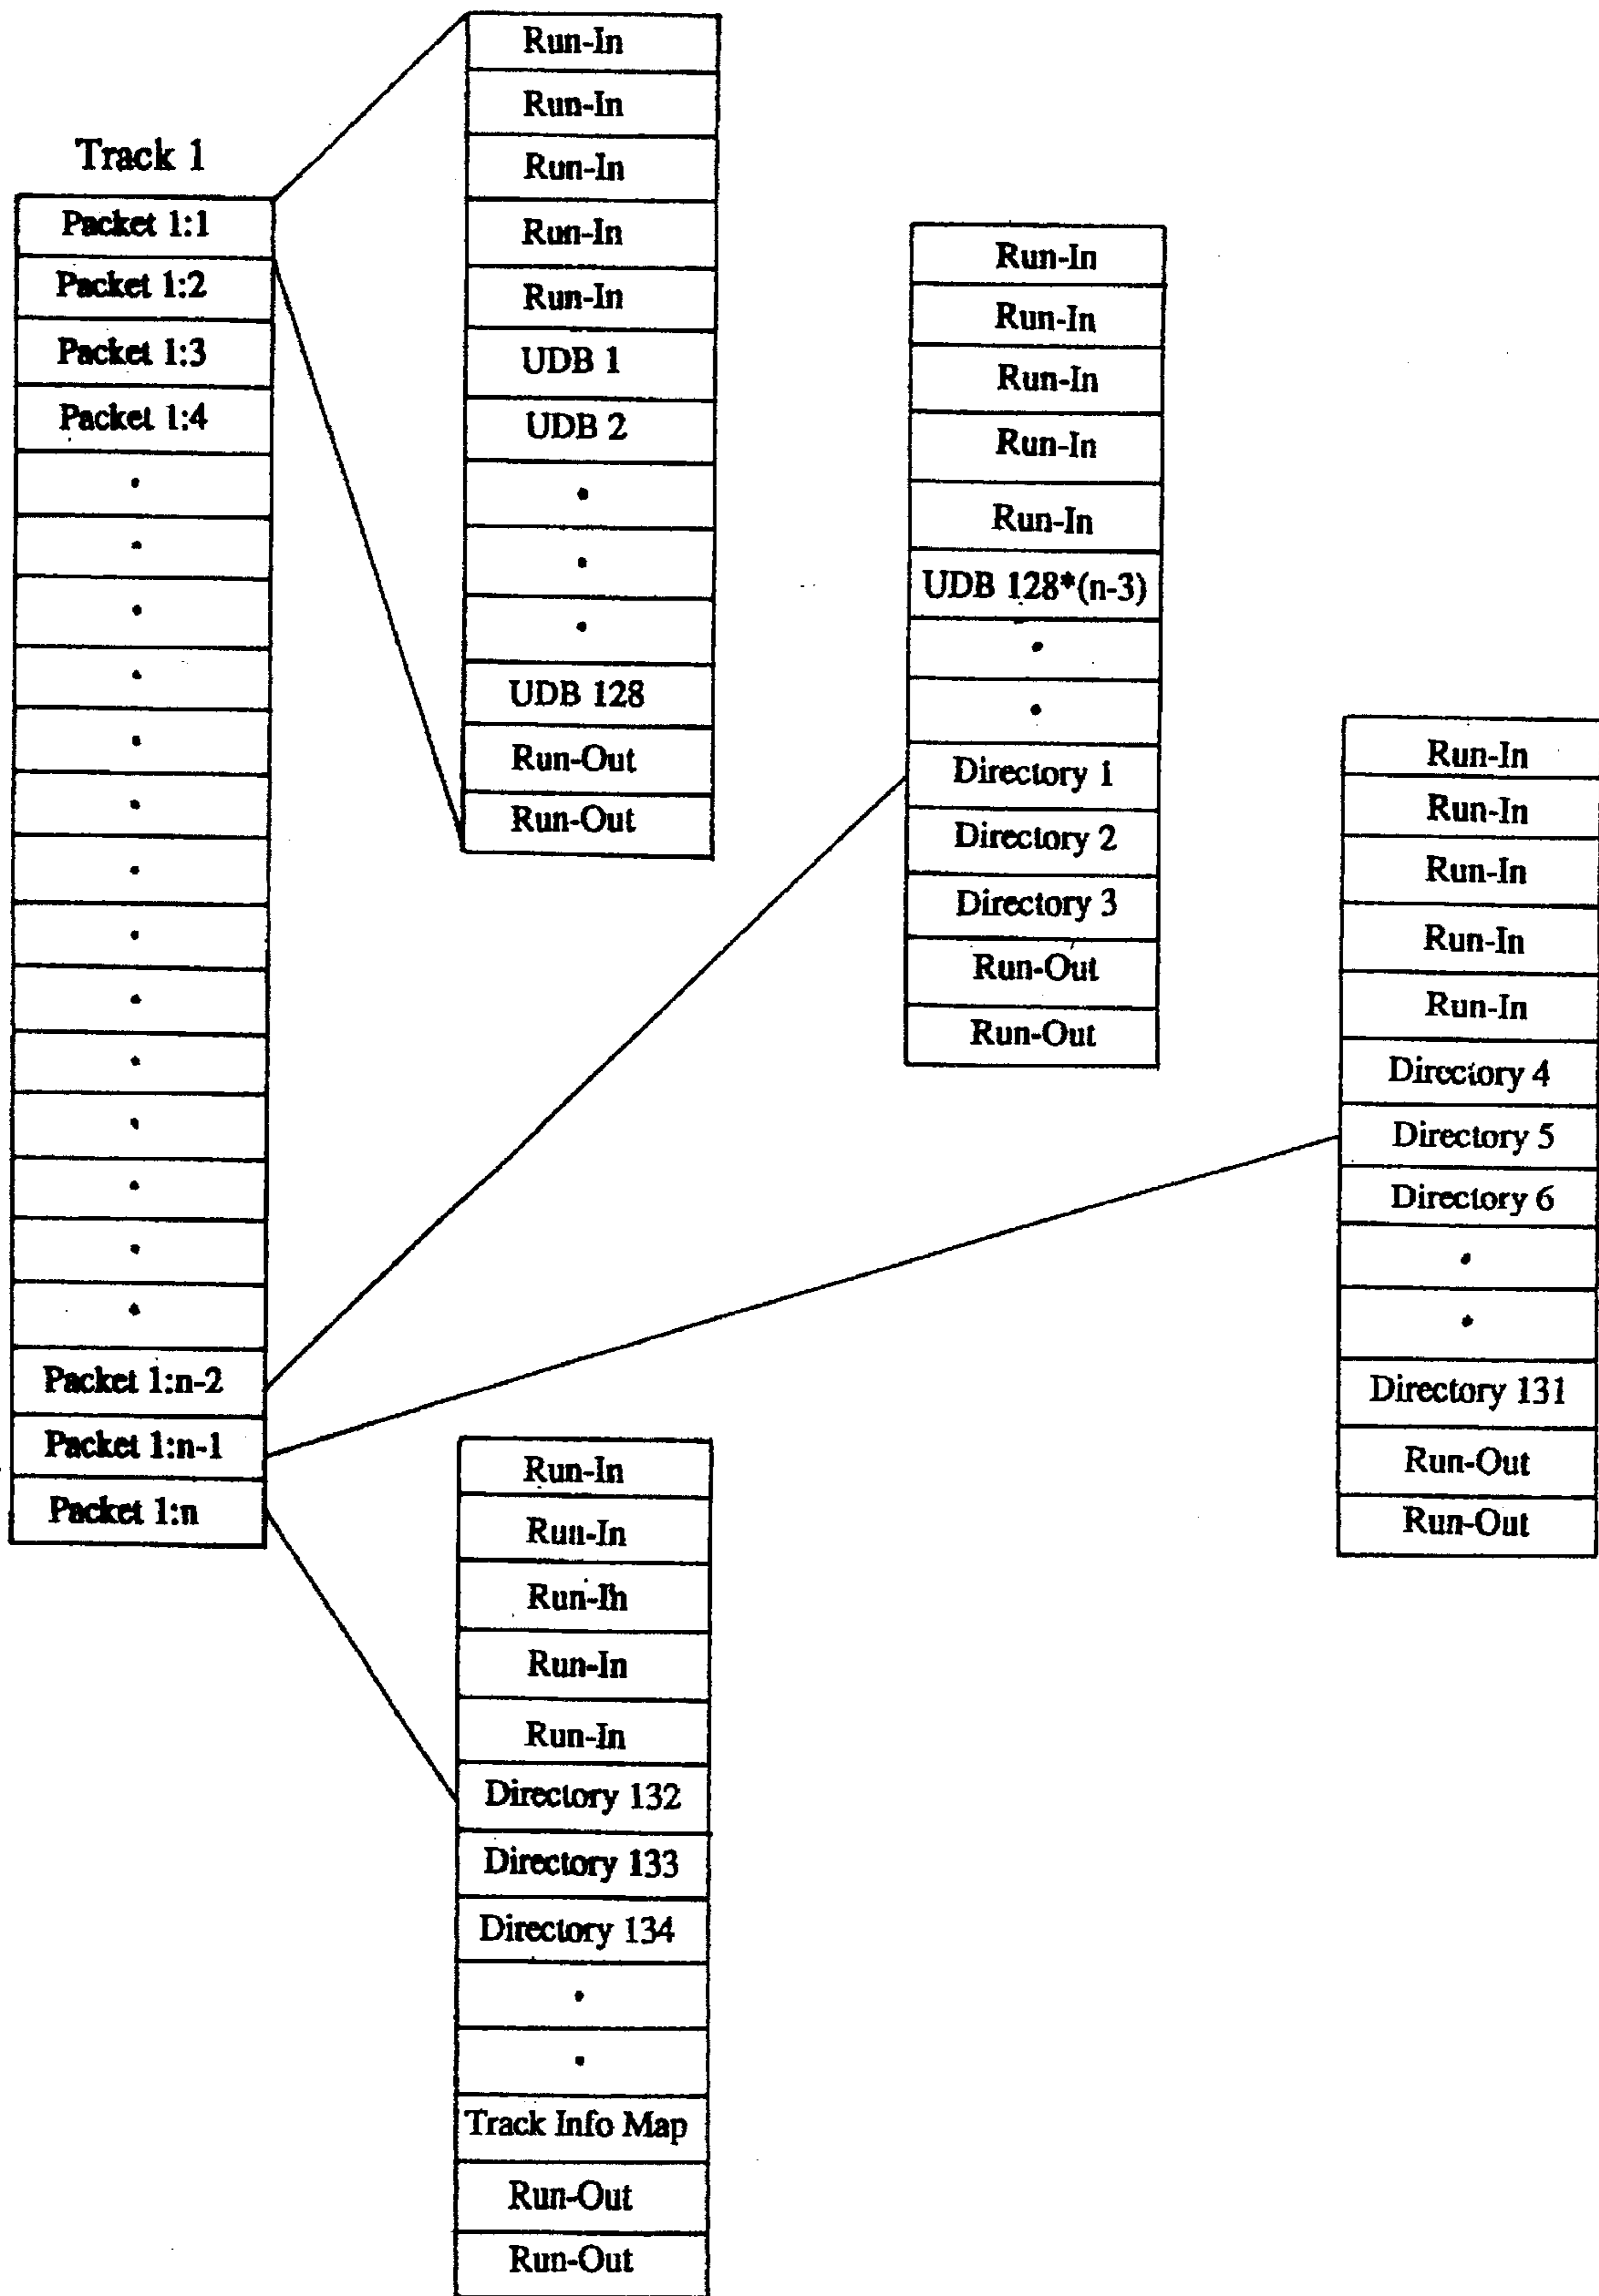 Track 1
Packet 1:1
Packet 1:2
Packet 1:3
Packet 1:4
.
.
.
.
.
.
.
.
.
.
.
.
.
.
Packet 1:n-2
Packet 1:n-1
Packet 1:n
Run-In
Run-In
Run-In
Run-In
Run-In
UDB 1
UDB 2
.
.
.
UDB 128
Run-Out
Run-Out
Run-In
Run-In
Run-In
Run-In
Run-In
UDB 128*(n-3)
.
.
Directory 1
Directory 2
Directory 3
Run-Out
Run-Out
Run-In
Run-In
Run-In
Run-In
Run-In
Directory 4
Directory 5
Directory 6
.
.
Directory 131
Run-Out
Run-Out
Run-In
Run-In
Run-In
Run-In
Run-In
Directory 132
Directory 133
Directory 134
.
.
Track Info Map
Run-Out
Run-Out